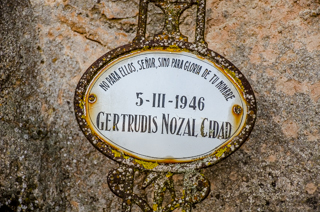 NO PARA ELLOS, SEÑOR, SINO PARA GLORIA DE TU NOMBRE
5-III-1946
GERTRUDIS NOZAL CIDAD